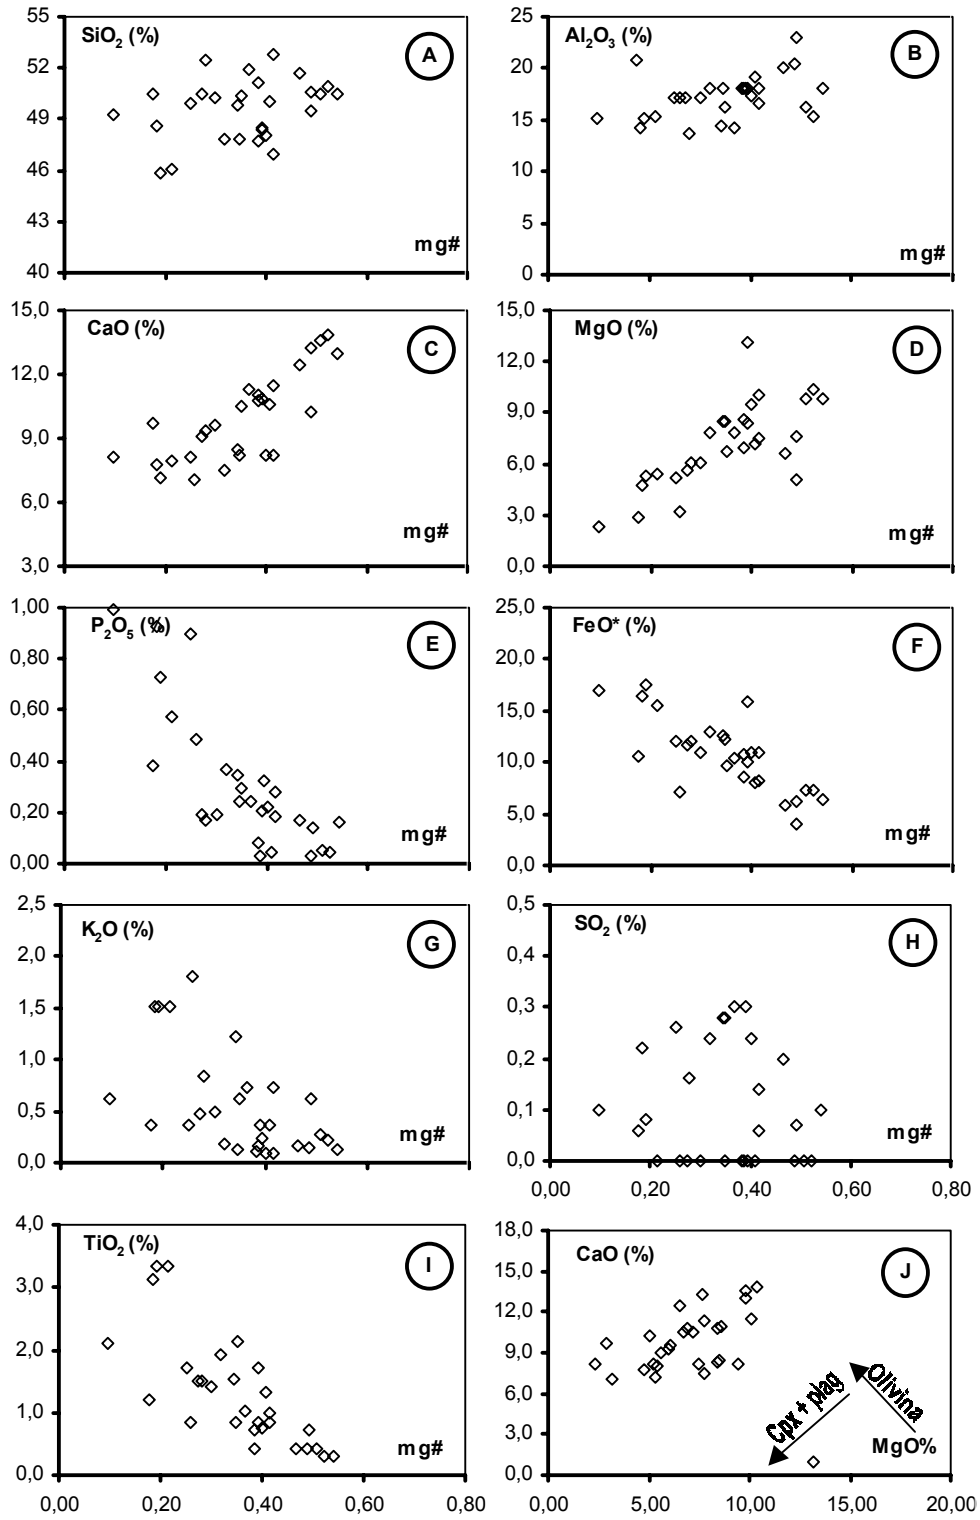 55
52
49
46
43
40
SiO2 (%)
A
mg#
25
20
15
10
5
0
Al2O3 (%)
B
mg#
15,0
12,0
9,0
6,0
3,0
CaO (%)
C
mg#
15,0
12,0
9,0
6,0
3,0
0,0
MgO (%)
D
mg#
1,00
0,80
0,60
0,40
0,20
0,00
P2O5 (%)
E
mg#
25,0
20,0
15,0
10,0
5,0
0,0
FeO* (%)
F
mg#
2,5
2,0
1,5
1,0
0,5
0,0
K2O (%)
G
mg#
0,5
0,4
0,3
0,2
0,1
0,0
SO2 (%)
H
mg#
0,00 0,20 0,40 0,60 0,80
4,0
3,0
2,0
1,0
0,0
TiO2 (%)
I
mg#
0,00 0,20 0,40 0,60 0,80
18,0
15,0
12,0
9,0
6,0
3,0
0,0
CaO (%)
J
Cpx + plag
Olivina
MgO%
0,00 5,00 10,00 15,00 20,00